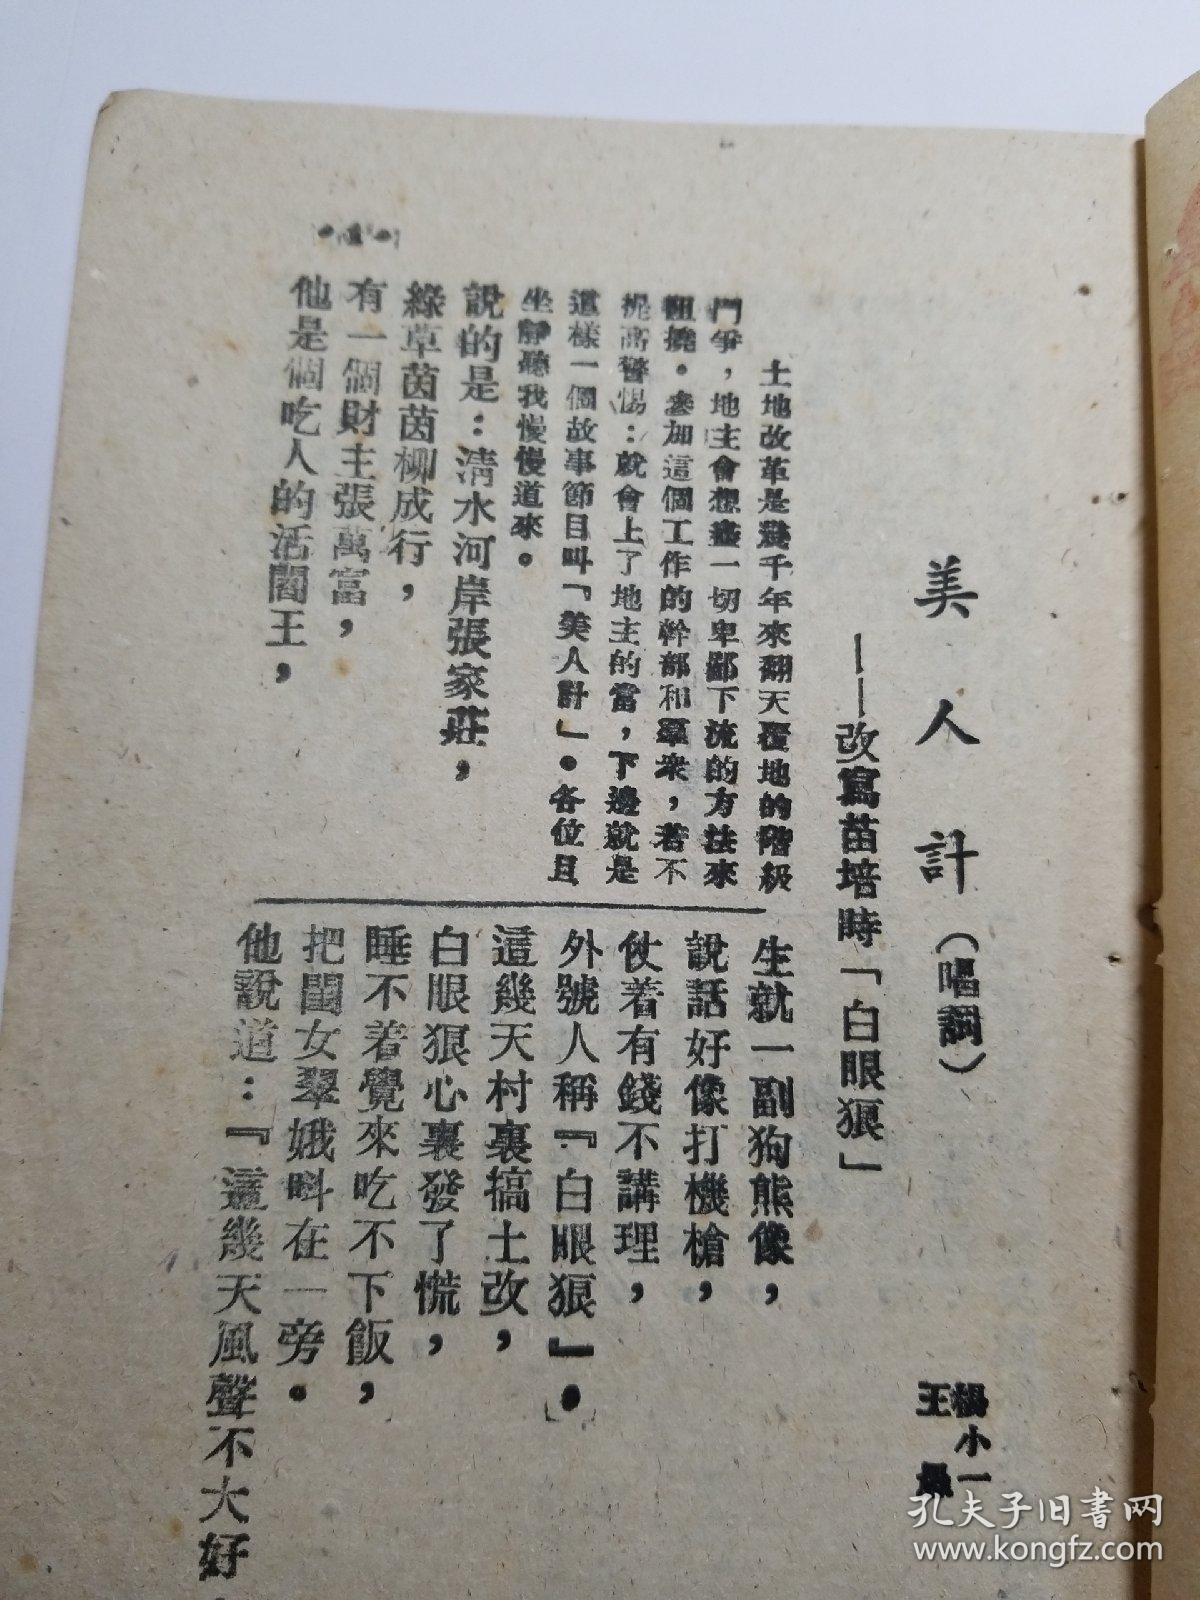 美人計（唱詞）
——改寫苗培時「白眼狼」
楊小一
王
土地改革是幾千年來翻天覆地的階級
鬥爭，地主會想盡一切卑鄙下流的方法來
阻撓。參加這個工作的幹部和羣衆，若不
提高警惕：就會上了地主的當，下邊就是
這樣一個故事節目叫「美人計」。各位且
坐靜聽我慢慢道來。
說的是：清水河岸張家莊，
綠草茵茵柳成行，
有一個財主張萬富，
他是個吃人的活閻王，
生就一副狗熊像，
說話好像打機槍，
仗着有錢不講理，
外號人稱『白眼狼』。
這幾天村裏搞土改，
白眼狼心裏發了慌，
睡不着覺來吃不下飯，
把閨女翠娥叫在一旁。
他說道：『這幾天風聲不大好
孔夫子旧书网
www.kongfz.com